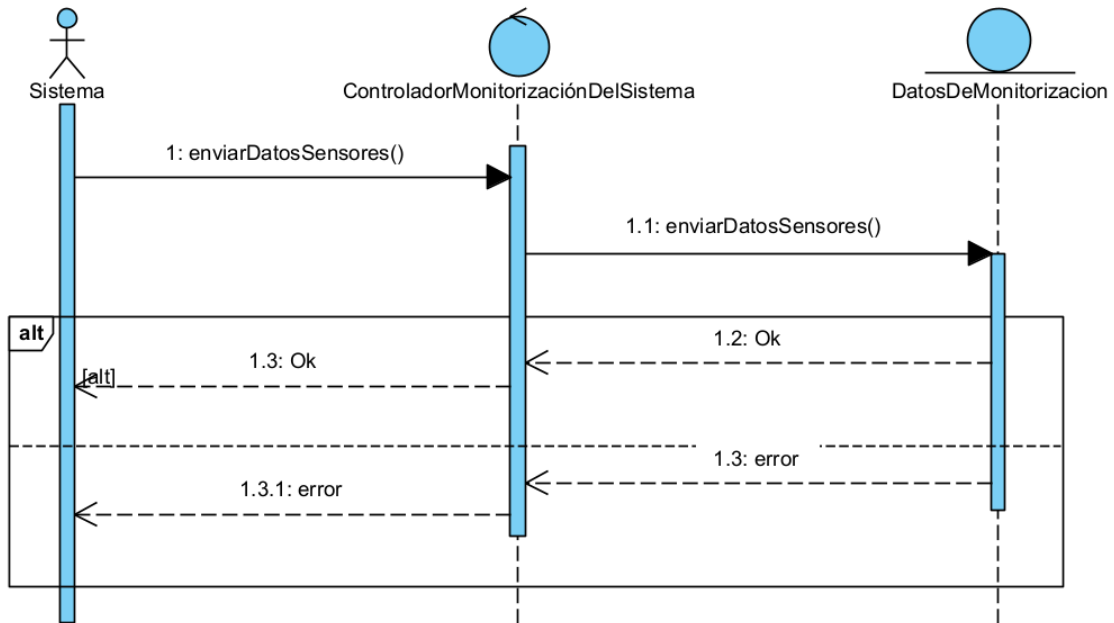 Sistema
ControladorMonitorizaciónDelSistema
DatosDeMonitorizacion
1: enviarDatosSensores()
1.1: enviarDatosSensores()
alt
1.2: Ok
1.3: Ok
[alt]
1.3: error
1.3.1: error